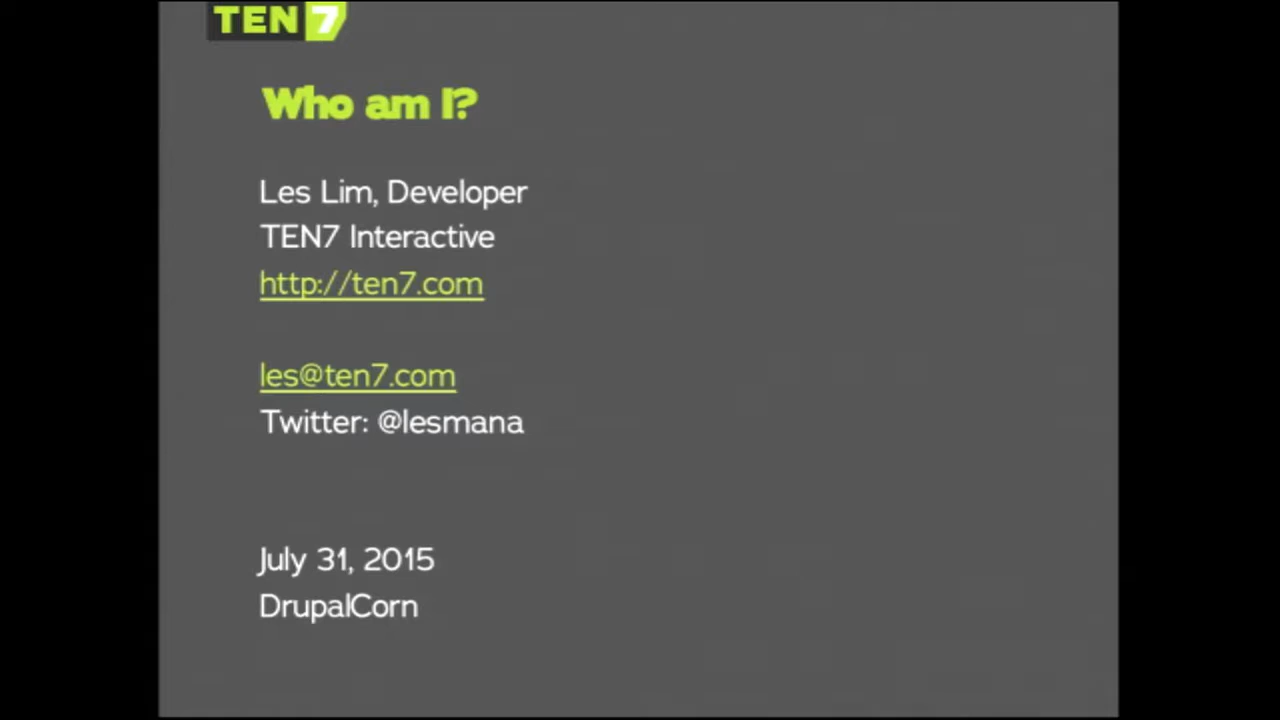 TEN7
Who am I?
Les Lim, Developer
TEN7 Interactive
http://ten7.com
les@ten7.com
Twitter: @lesmana
July 31, 2015
DrupalCorn